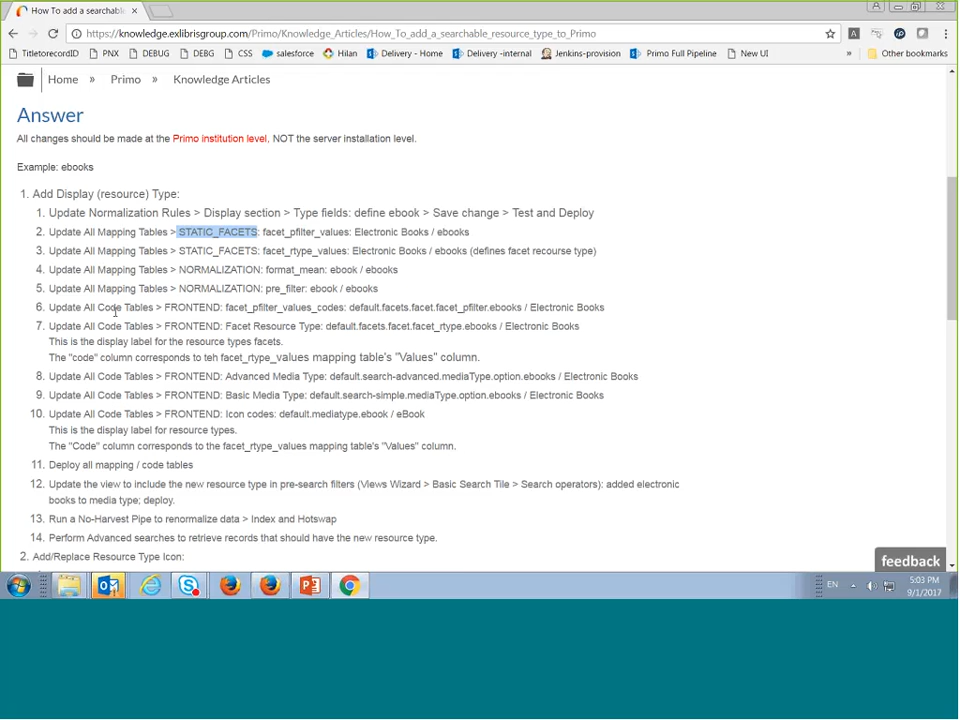 How To add a searchabl
https://knowledge.exlibrisgroup.com/Primo/Knowledge_Articles/How_To_add_a_searchable_resource_type_to_Primo
TitletorecordID PNX DEBUG DEBG CSS salesforce Hilan Delivery - Home Delivery -internal Jenkins-provision Primo Full Pipeline New UI » Other bookmarks
Home » Primo » Knowledge Articles
Answer
All changes should be made at the Primo institution level, NOT the server installation level.
Example: ebooks
1. Add Display (resource) Type:
1. Update Normalization Rules > Display section > Type fields: define ebook > Save change > Test and Deploy
2. Update All Mapping Tables > STATIC_FACETS: facet_pfilter_values: Electronic Books / ebooks
3. Update All Mapping Tables > STATIC_FACETS: facet_rtype_values: Electronic Books / ebooks (defines facet recourse type)
4. Update All Mapping Tables > NORMALIZATION: format_mean: ebook / ebooks
5. Update All Mapping Tables > NORMALIZATION: pre_filter: ebook / ebooks
6. Update All Code Tables > FRONTEND: facet_pfilter_values_codes: default.facets.facet.facet_pfilter.ebooks / Electronic Books
7. Update All Code Tables > FRONTEND: Facet Resource Type: default.facets.facet.facet_rtype.ebooks / Electronic Books
This is the display label for the resource types facets.
The "code" column corresponds to teh facet_rtype_values mapping table's "Values" column.
8. Update All Code Tables > FRONTEND: Advanced Media Type: default.search-advanced.mediaType.option.ebooks / Electronic Books
9. Update All Code Tables > FRONTEND: Basic Media Type: default.search-simple.mediaType.option.ebooks / Electronic Books
10. Update All Code Tables > FRONTEND: Icon codes: default.mediatype.ebook / eBook
This is the display label for resource types.
The "Code" column corresponds to the facet_rtype_values mapping table's "Values" column.
11. Deploy all mapping / code tables
12. Update the view to include the new resource type in pre-search filters (Views Wizard > Basic Search Tile > Search operators): added electronic
books to media type; deploy.
13. Run a No-Harvest Pipe to renormalize data > Index and Hotswap
14. Perform Advanced searches to retrieve records that should have the new resource type.
2. Add/Replace Resource Type Icon:
feedback
EN
5:03 PM
9/1/2017